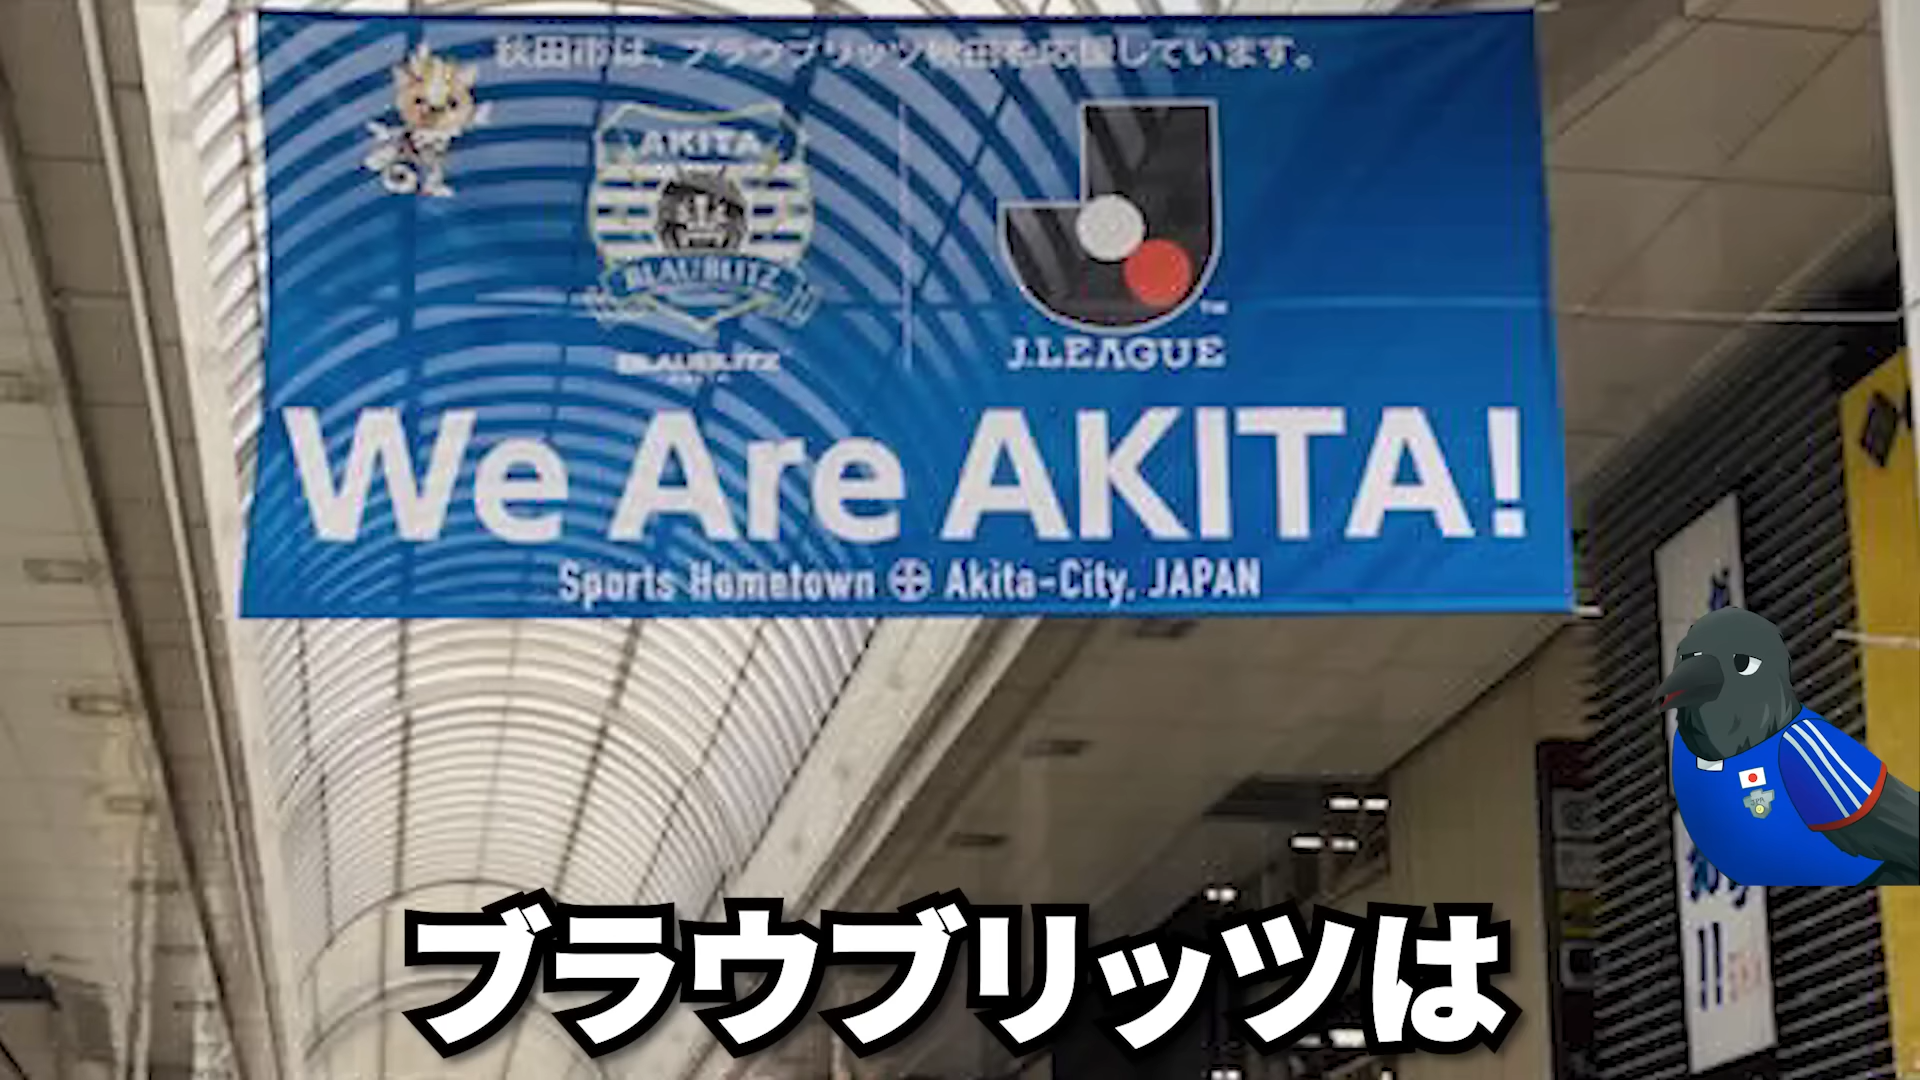 秋田市は、ブラウブリッツ秋田を応援しています。
AKITA
BLAUBLITZ
BLAUBLITZ
J.LEAGUE
We Are AKITA!
Sports Hometown Akita-City, JAPAN
ブラウブリッツは